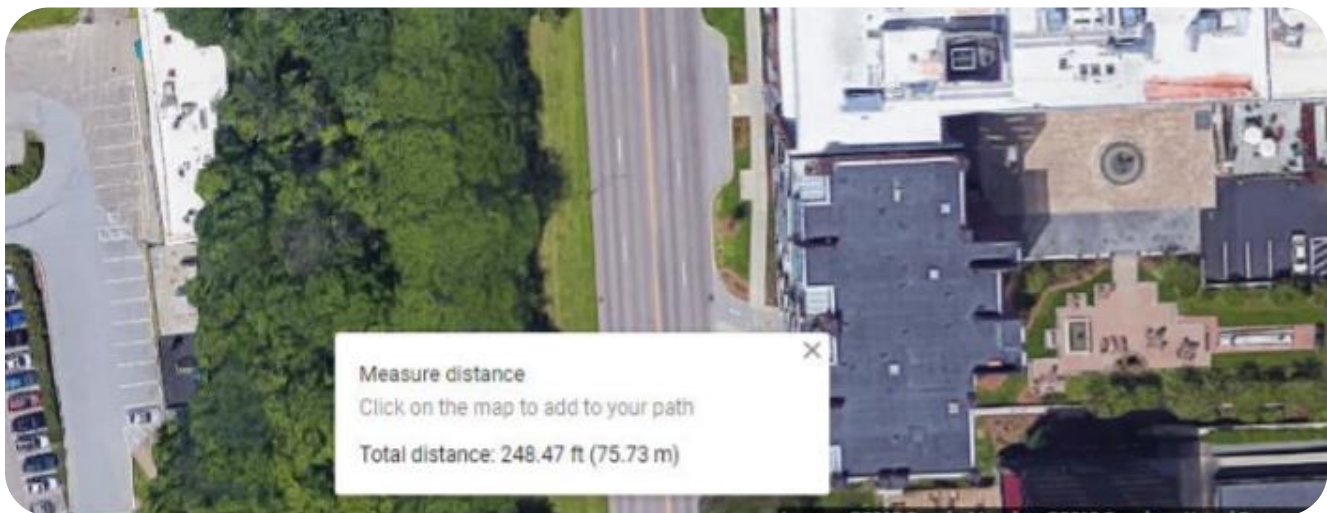 Measure distance
Click on the map to add to your path
Total distance: 248.47 ft (75.73 m)